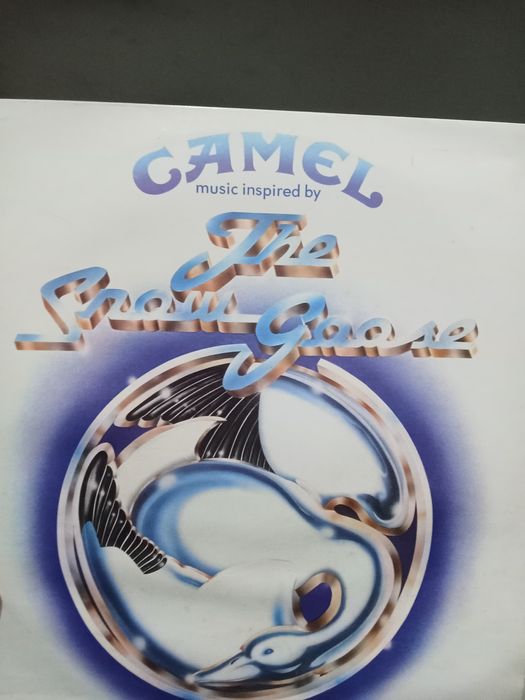 CAMEL
music inspired by
The
Snow Goose